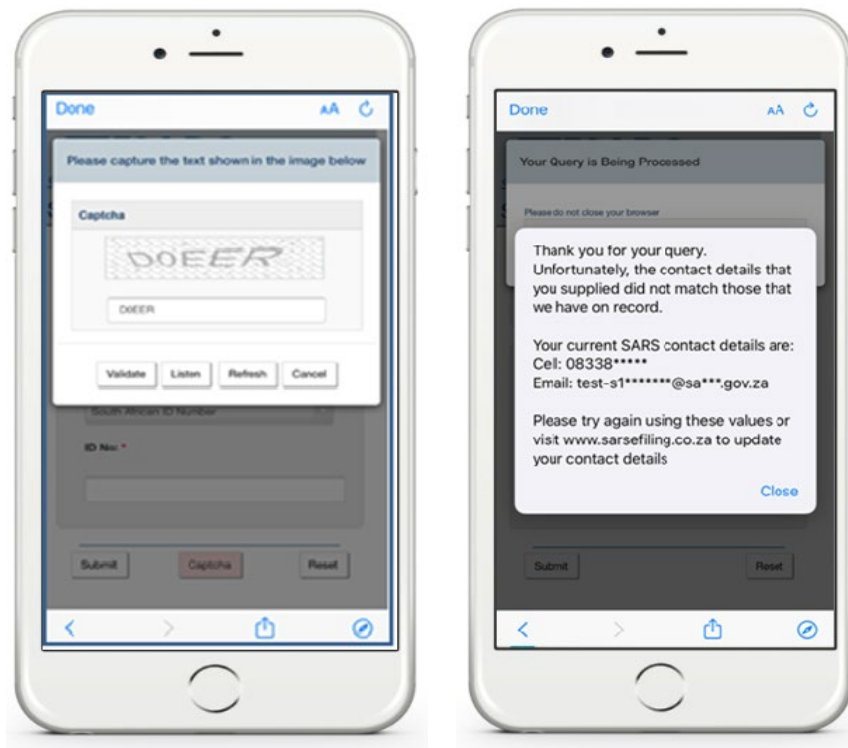 Done AA
Please capture the text shown in the image below
Captcha
D0EER
D0EER
Validate Listen Refresh Cancel
South African ID Number
ID No: *
Submit Captcha Reset
Done AA
Your Query is Being Processed
Please do not close your browser
Thank you for your query.
Unfortunately, the contact details that
you supplied did not match those that
we have on record.
Your current SARS contact details are:
Cell: 08338*****
Email: test-s1*******@sa***.gov.za
Please try again using these values or
visit www.sarsefiling.co.za to update
your contact details
Close
Submit Reset